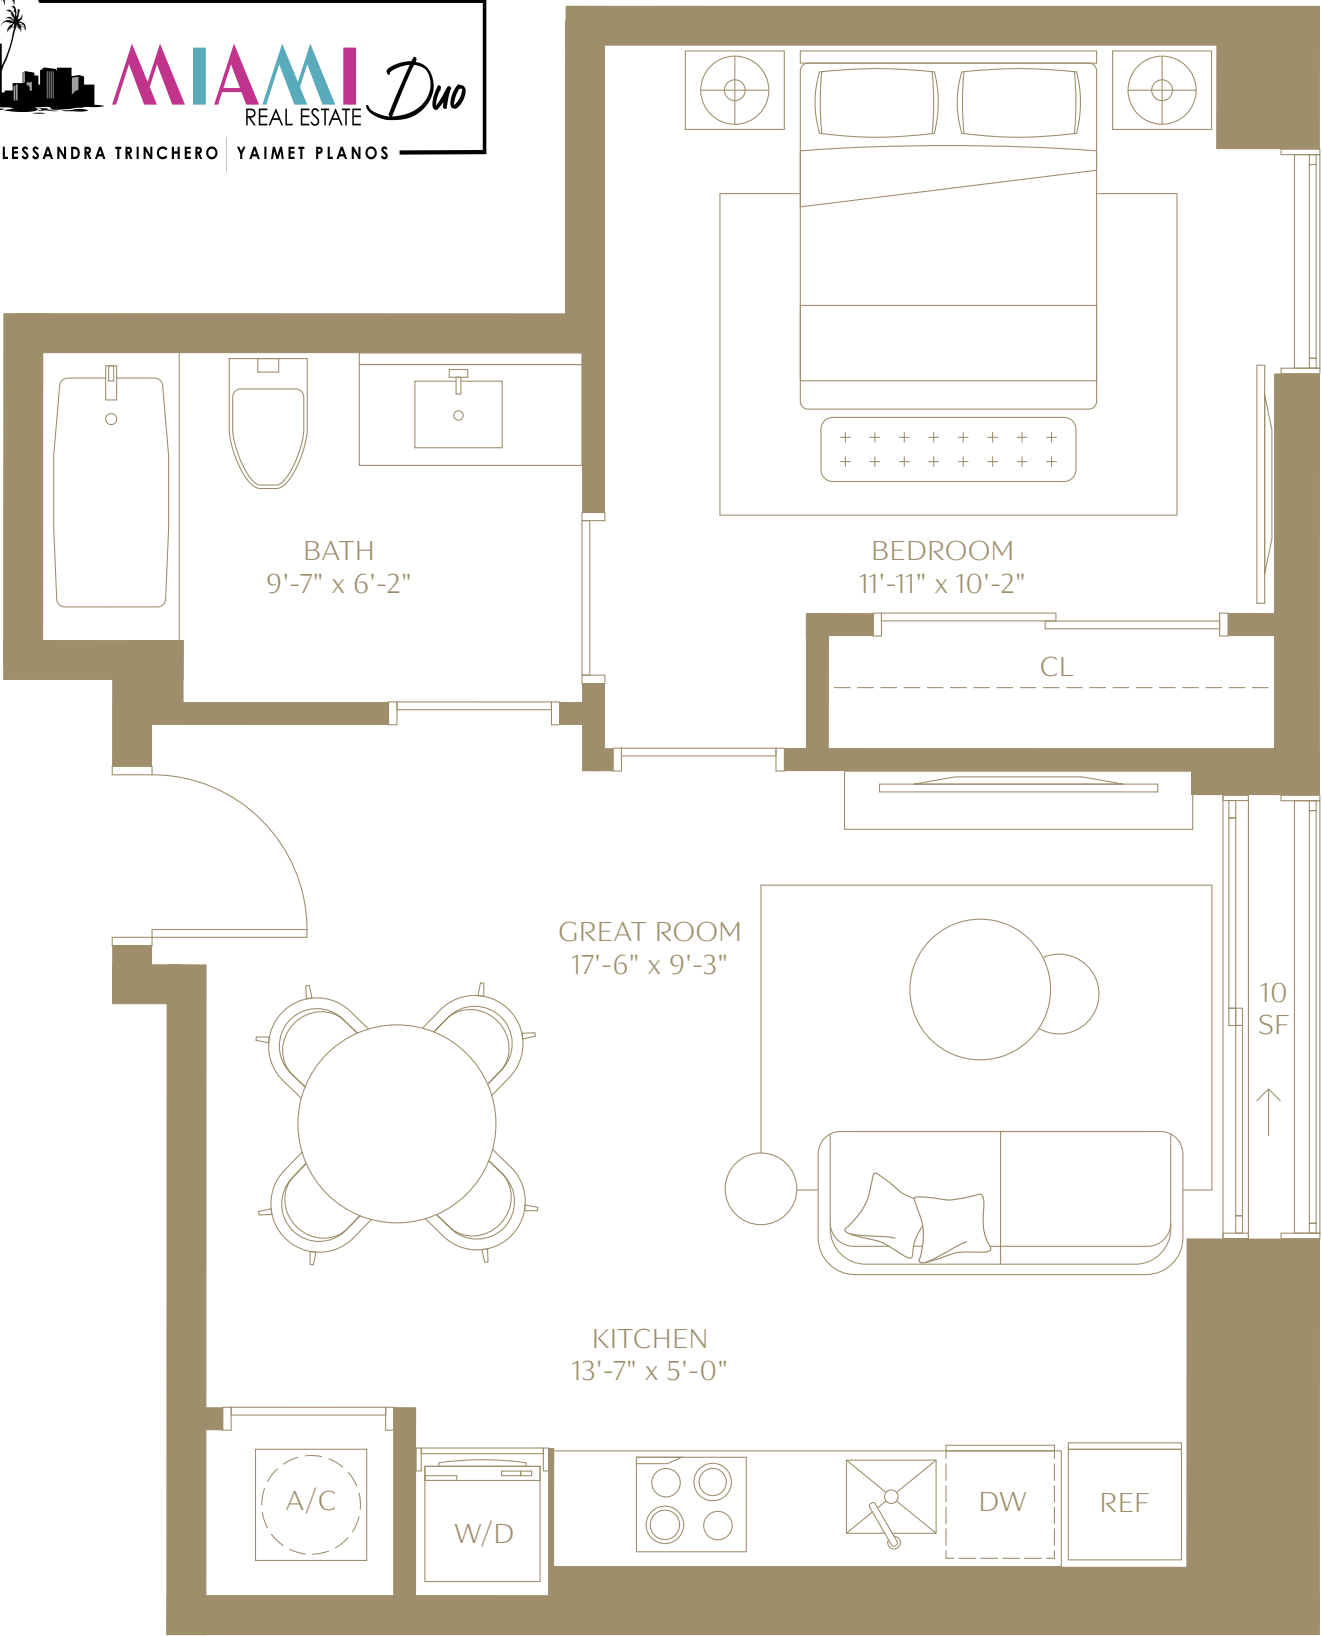 MIAMI
REAL ESTATE Duo
LESSANDRA TRINCHERO YAIMET PLANOS
BATH
9'-7" x 6'-2"
BEDROOM
11'-11" x 10'-2"
CL
GREAT ROOM
17'-6" x 9'-3"
10
SF
KITCHEN
13'-7" x 5'-0"
A/C
W/D
DW
REF